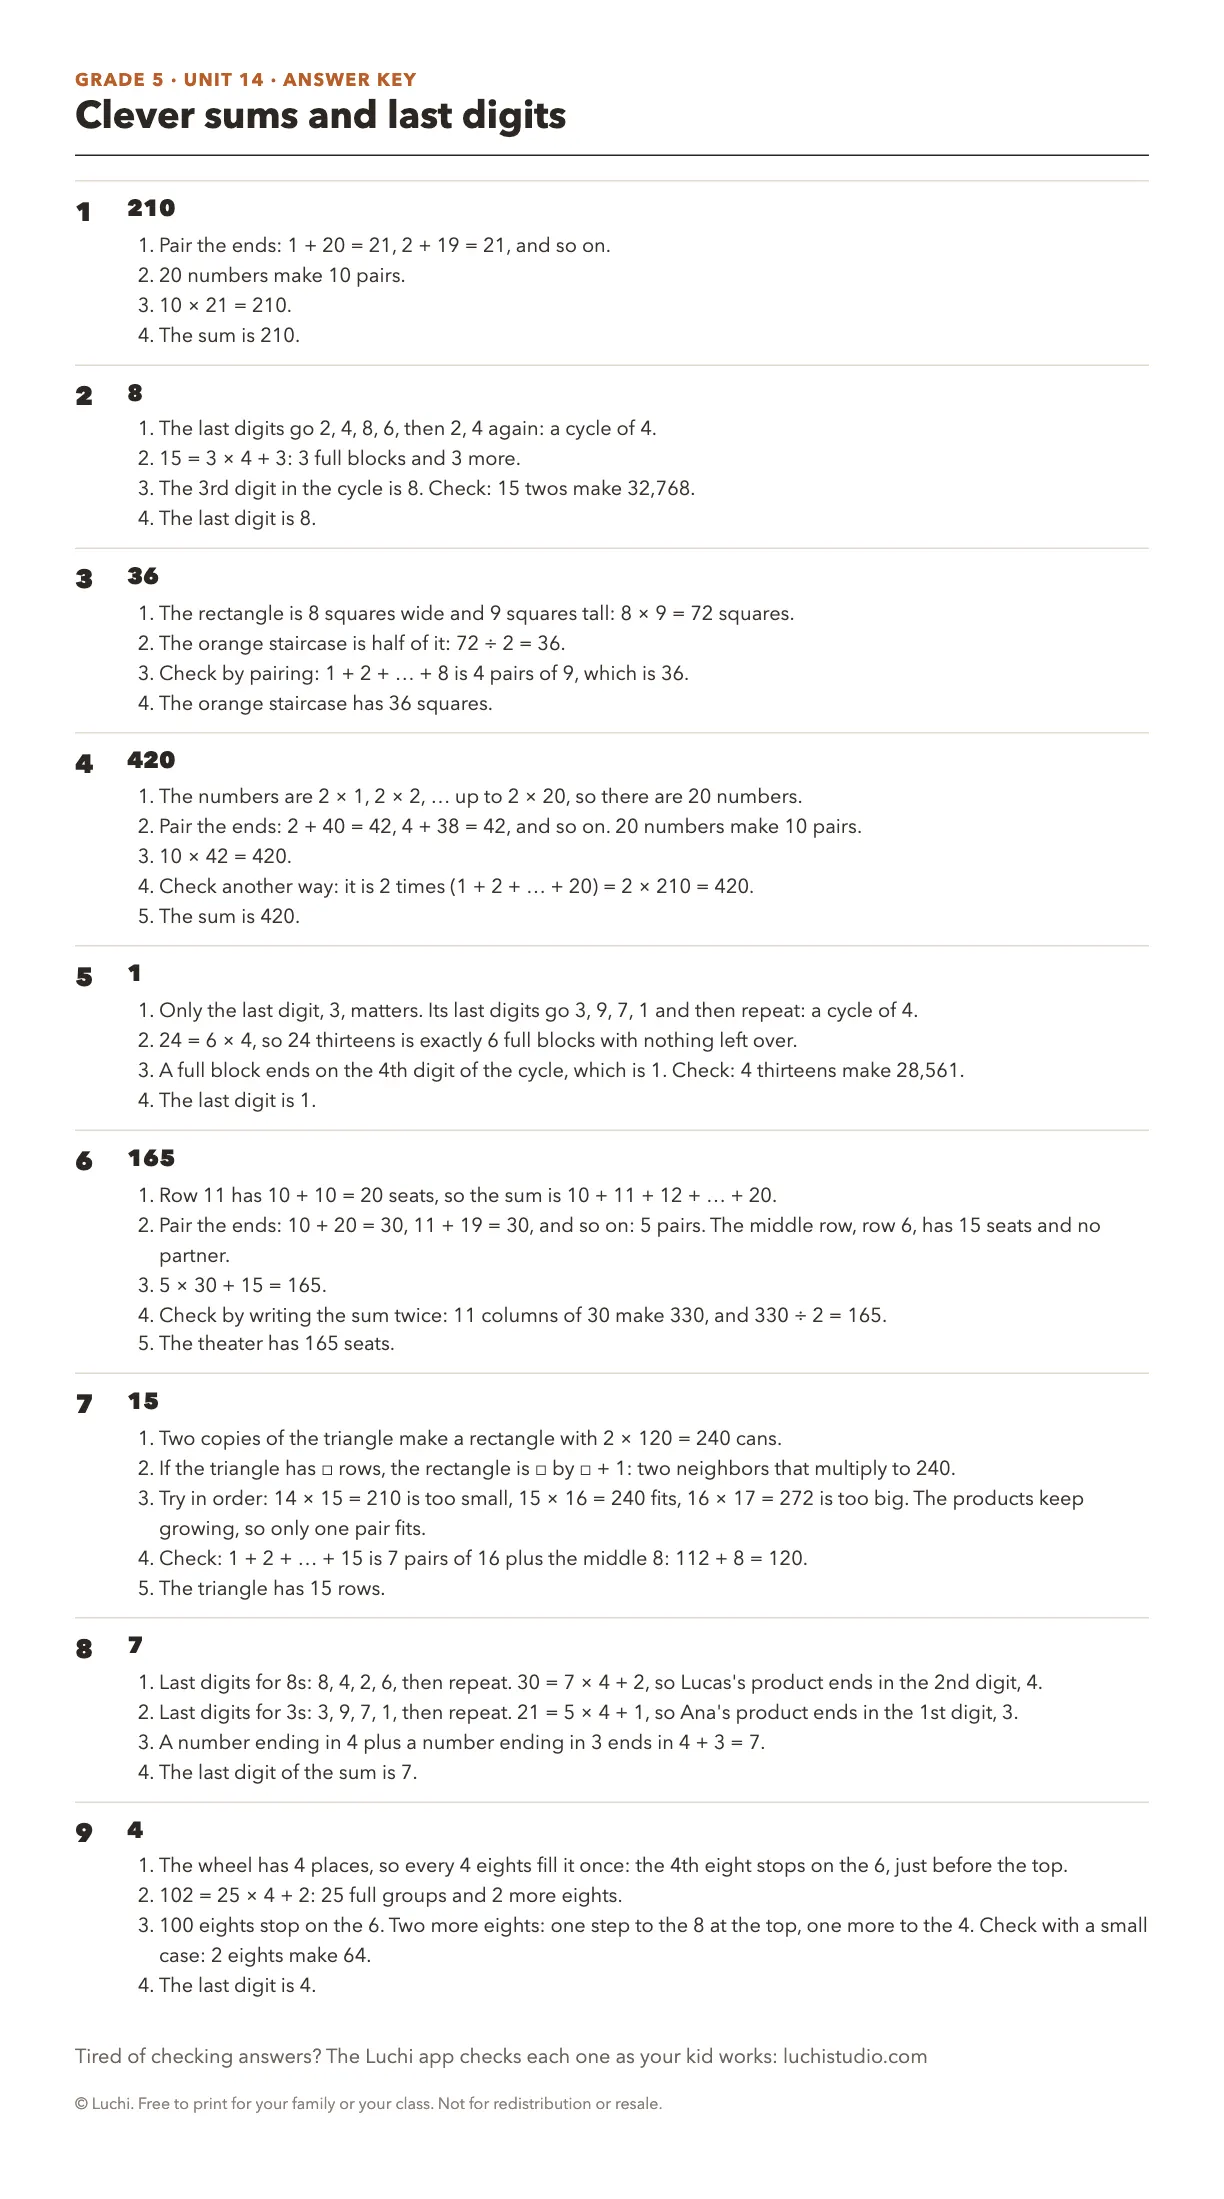 GRADE 5 · UNIT 14 · ANSWER KEY
Clever sums and last digits
1 210
1. Pair the ends: 1 + 20 = 21, 2 + 19 = 21, and so on.
2. 20 numbers make 10 pairs.
3. 10 × 21 = 210.
4. The sum is 210.
2 8
1. The last digits go 2, 4, 8, 6, then 2, 4 again: a cycle of 4.
2. 15 = 3 × 4 + 3: 3 full blocks and 3 more.
3. The 3rd digit in the cycle is 8. Check: 15 twos make 32,768.
4. The last digit is 8.
3 36
1. The rectangle is 8 squares wide and 9 squares tall: 8 × 9 = 72 squares.
2. The orange staircase is half of it: 72 ÷ 2 = 36.
3. Check by pairing: 1 + 2 + … + 8 is 4 pairs of 9, which is 36.
4. The orange staircase has 36 squares.
4 420
1. The numbers are 2 × 1, 2 × 2, … up to 2 × 20, so there are 20 numbers.
2. Pair the ends: 2 + 40 = 42, 4 + 38 = 42, and so on. 20 numbers make 10 pairs.
3. 10 × 42 = 420.
4. Check another way: it is 2 times (1 + 2 + … + 20) = 2 × 210 = 420.
5. The sum is 420.
5 1
1. Only the last digit, 3, matters. Its last digits go 3, 9, 7, 1 and then repeat: a cycle of 4.
2. 24 = 6 × 4, so 24 thirteens is exactly 6 full blocks with nothing left over.
3. A full block ends on the 4th digit of the cycle, which is 1. Check: 4 thirteens make 28,561.
4. The last digit is 1.
6 165
1. Row 11 has 10 + 10 = 20 seats, so the sum is 10 + 11 + 12 + … + 20.
2. Pair the ends: 10 + 20 = 30, 11 + 19 = 30, and so on: 5 pairs. The middle row, row 6, has 15 seats and no
partner.
3. 5 × 30 + 15 = 165.
4. Check by writing the sum twice: 11 columns of 30 make 330, and 330 ÷ 2 = 165.
5. The theater has 165 seats.
7 15
1. Two copies of the triangle make a rectangle with 2 × 120 = 240 cans.
2. If the triangle has □ rows, the rectangle is □ by □ + 1: two neighbors that multiply to 240.
3. Try in order: 14 × 15 = 210 is too small, 15 × 16 = 240 fits, 16 × 17 = 272 is too big. The products keep
growing, so only one pair fits.
4. Check: 1 + 2 + … + 15 is 7 pairs of 16 plus the middle 8: 112 + 8 = 120.
5. The triangle has 15 rows.
8 7
1. Last digits for 8s: 8, 4, 2, 6, then repeat. 30 = 7 × 4 + 2, so Lucas's product ends in the 2nd digit, 4.
2. Last digits for 3s: 3, 9, 7, 1, then repeat. 21 = 5 × 4 + 1, so Ana's product ends in the 1st digit, 3.
3. A number ending in 4 plus a number ending in 3 ends in 4 + 3 = 7.
4. The last digit of the sum is 7.
9 4
1. The wheel has 4 places, so every 4 eights fill it once: the 4th eight stops on the 6, just before the top.
2. 102 = 25 × 4 + 2: 25 full groups and 2 more eights.
3. 100 eights stop on the 6. Two more eights: one step to the 8 at the top, one more to the 4. Check with a small
case: 2 eights make 64.
4. The last digit is 4.
Tired of checking answers? The Luchi app checks each one as your kid works: luchistudio.com
© Luchi. Free to print for your family or your class. Not for redistribution or resale.